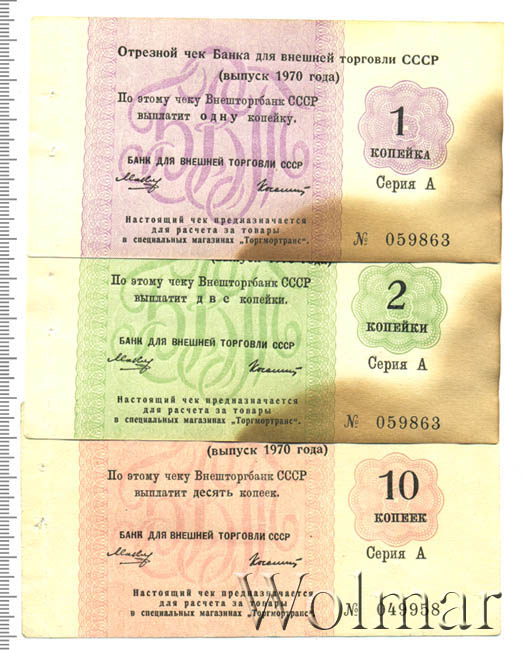 Отрезной чек Банка для внешней торговли СССР
(выпуск 1970 года)
По этому чеку Внешторгбанк СССР
выплатит одну копейку.
1
КОПЕЙКА
БАНК ДЛЯ ВНЕШНЕЙ ТОРГОВЛИ СССР
Серия А
Настоящий чек предназначается
для расчета за товары
в специальных магазинах „Торгмортранс“.
№ 059863
(выпуск 1970 года)
По этому чеку Внешторгбанк СССР
выплатит две копейки.
2
КОПЕЙКИ
БАНК ДЛЯ ВНЕШНЕЙ ТОРГОВЛИ СССР
Серия А
Настоящий чек предназначается
для расчета за товары
в специальных магазинах „Торгмортранс“.
№ 059863
(выпуск 1970 года)
По этому чеку Внешторгбанк СССР
выплатит десять копеек.
10
КОПЕЕК
БАНК ДЛЯ ВНЕШНЕЙ ТОРГОВЛИ СССР
Серия А
Настоящий чек предназначается
для расчета за товары
в специальных магазинах „Торгмортранс“.
№ 049958
Wolmar